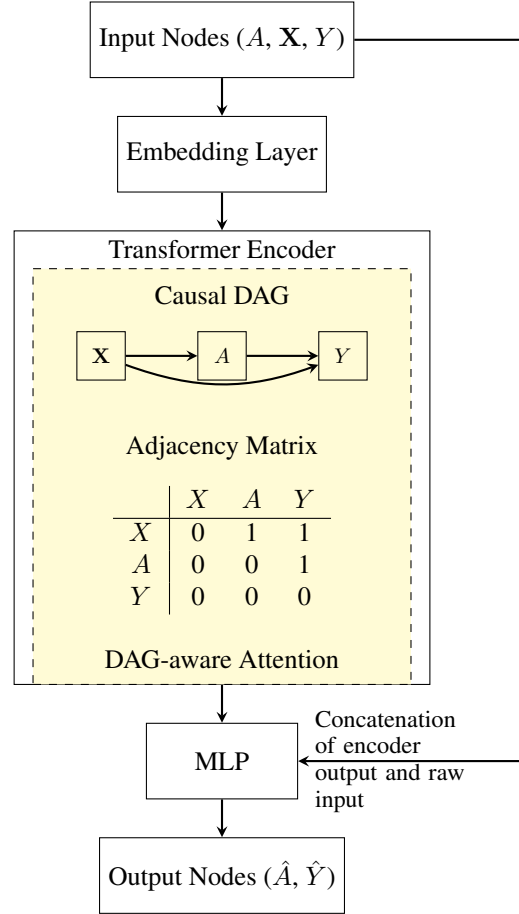 Input Nodes (A, X, Y)
Embedding Layer
Transformer Encoder
Causal DAG
X A Y
Adjacency Matrix
X A Y
X 0 1 1
A 0 0 1
Y 0 0 0
DAG-aware Attention
MLP
Concatenation
of encoder
output and raw
input
Output Nodes (Â, Ŷ)